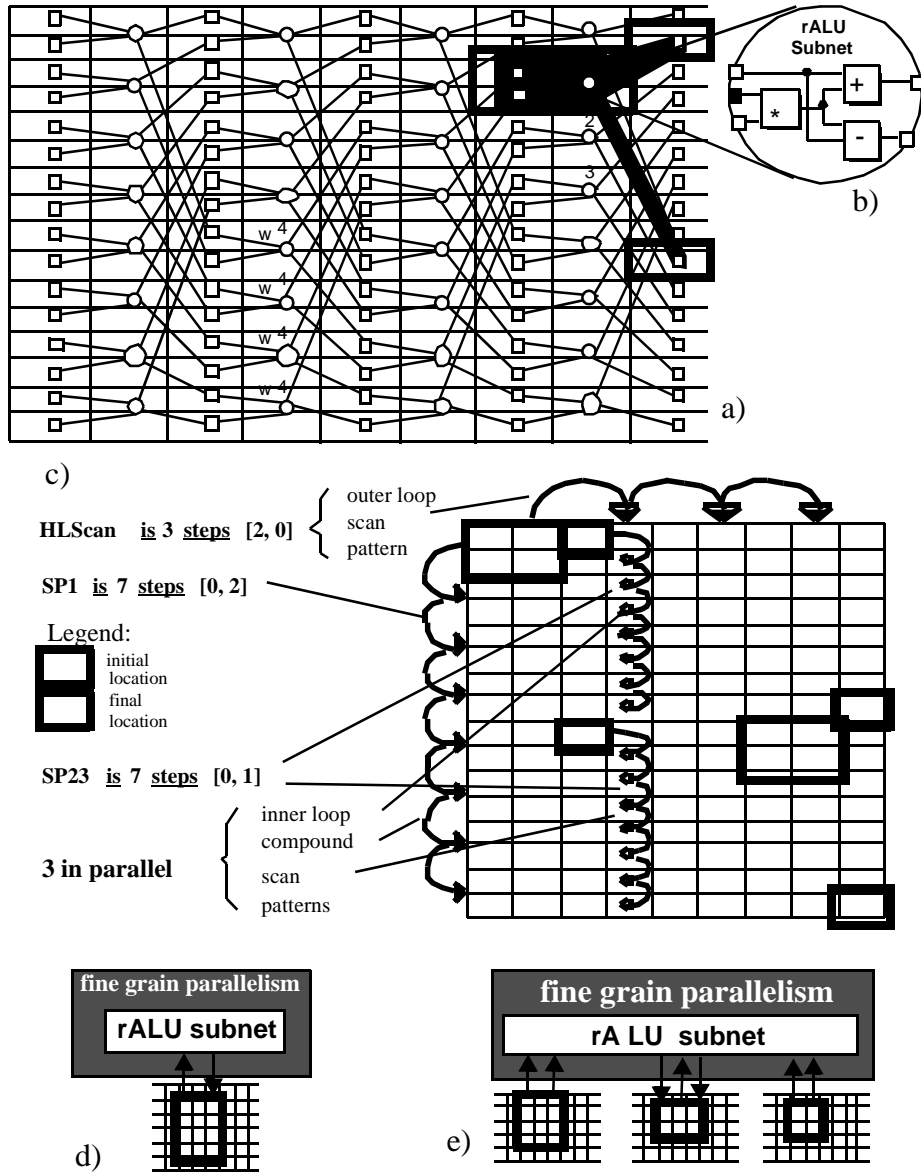 rALU
Subnet
+
*
-
b)
2
3
w 4
w 4
w 4
w 4
a)
c)
HLScan is 3 steps [2, 0]
outer loop
scan
pattern
SP1 is 7 steps [0, 2]
Legend:
initial
location
final
location
SP23 is 7 steps [0, 1]
3 in parallel
inner loop
compound
scan
patterns
fine grain parallelism
rALU subnet
d)
fine grain parallelism
rA LU subnet
e)